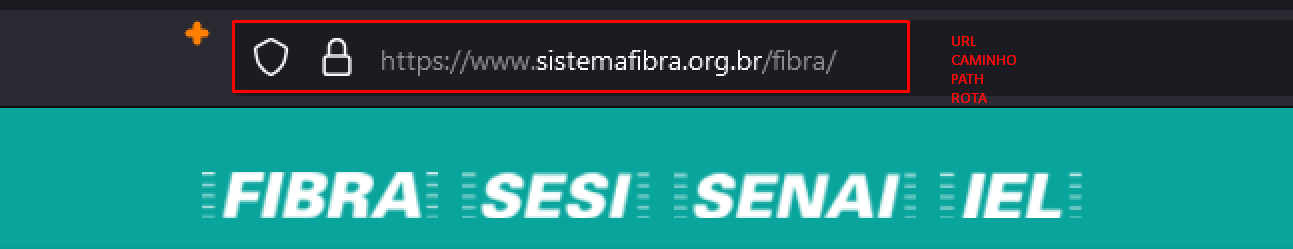 https://www.sistemafibra.org.br/fibra/
URL
CAMINHO
PATH
ROTA
FIBRA SESI SENAI IEL